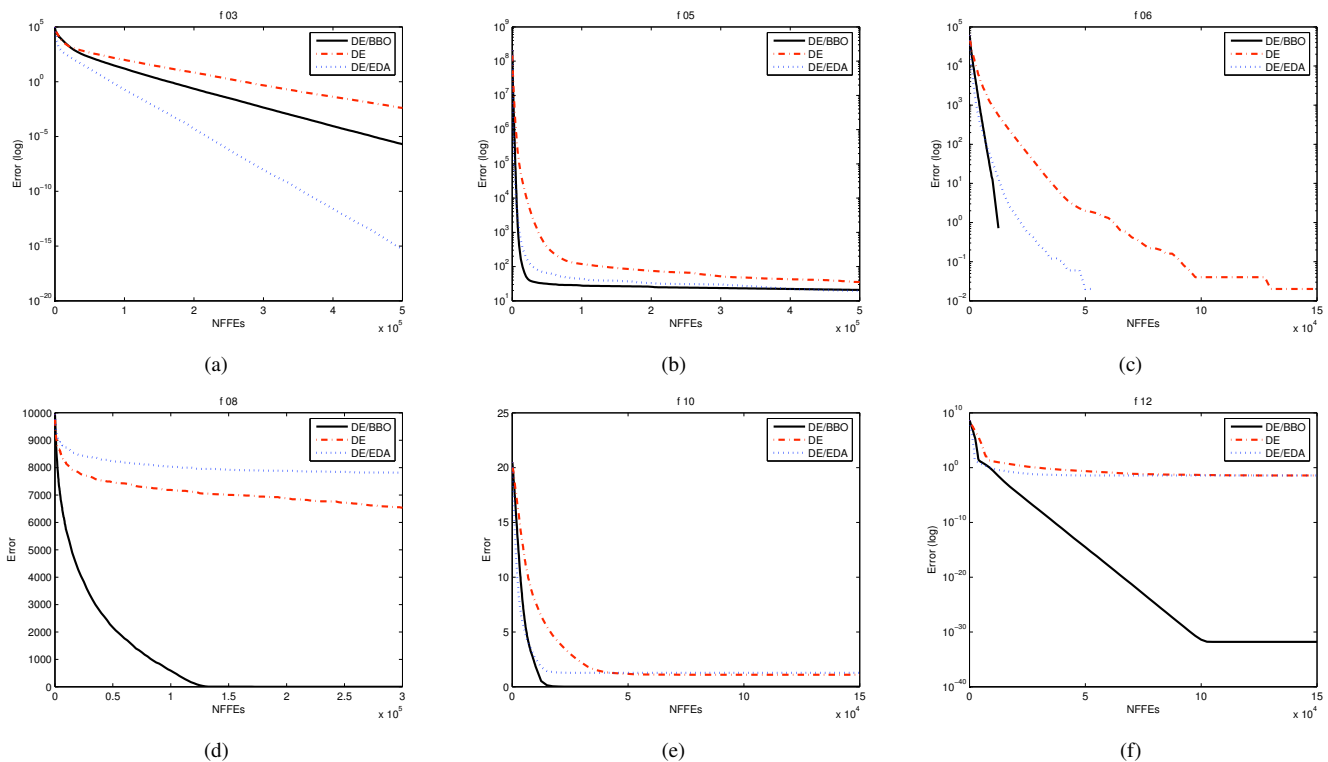 f 03
10^5
10^0
10^−5
10^−10
10^−15
10^−20
Error (log)
0 1 2 3 4 5
x 10^5
NFFEs
DE/BBO
DE
DE/EDA
(a)
f 05
10^9
10^8
10^7
10^6
10^5
10^4
10^3
10^2
10^1
Error (log)
0 1 2 3 4 5
x 10^5
NFFEs
DE/BBO
DE
DE/EDA
(b)
f 06
10^5
10^4
10^3
10^2
10^1
10^0
10^−1
10^−2
Error (log)
0 5 10 15
x 10^4
NFFEs
DE/BBO
DE
DE/EDA
(c)
f 08
10000
9000
8000
7000
6000
5000
4000
3000
2000
1000
0
Error
0 0.5 1 1.5 2 2.5 3
x 10^5
NFFEs
DE/BBO
DE
DE/EDA
(d)
f 10
25
20
15
10
5
0
Error
0 5 10 15
x 10^4
NFFEs
DE/BBO
DE
DE/EDA
(e)
f 12
10^10
10^0
10^−10
10^−20
10^−30
10^−40
Error (log)
0 5 10 15
x 10^4
NFFEs
DE/BBO
DE
DE/EDA
(f)